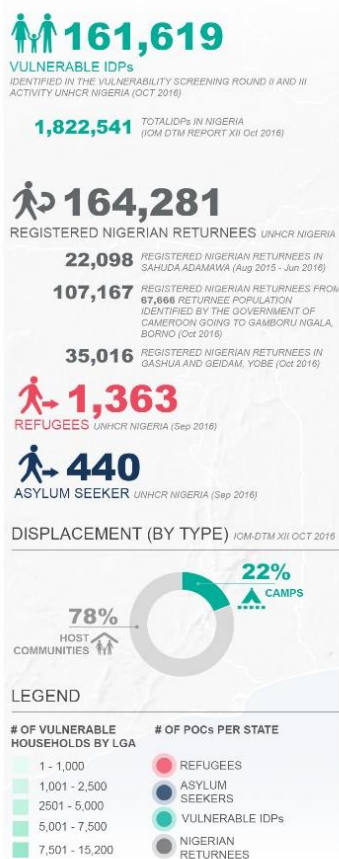 161,619
VULNERABLE IDPs
IDENTIFIED IN THE VULNERABILITY SCREENING ROUND II AND III
ACTIVITY UNHCR NIGERIA (OCT 2016)
1,822,541 TOTALIDPs IN NIGERIA
(IOM DTM REPORT XII Oct 2016)
164,281
REGISTERED NIGERIAN RETURNEES UNHCR NIGERIA
22,098 REGISTERED NIGERIAN RETURNEES IN
SAHUDA ADAMAWA (Aug 2015 - Jun 2016)
107,167 REGISTERED NIGERIAN RETURNEES FROM
67,666 RETURNEE POPULATION
IDENTIFIED BY THE GOVERNMENT OF
CAMEROON GOING TO GAMBORU NGALA,
BORNO (Oct 2016)
35,016 REGISTERED NIGERIAN RETURNEES IN
GASHUA AND GEIDAM, YOBE (Oct 2016)
1,363
REFUGEES UNHCR NIGERIA (Sep 2016)
440
ASYLUM SEEKER UNHCR NIGERIA (Sep 2016)
DISPLACEMENT (BY TYPE) IOM-DTM XII OCT 2016
22%
CAMPS
78%
HOST
COMMUNITIES
LEGEND
# OF VULNERABLE
HOUSEHOLDS BY LGA
1 - 1,000
1,001 - 2,500
2501 - 5,000
5,001 - 7,500
7,501 - 15,200
# OF POCs PER STATE
REFUGEES
ASYLUM
SEEKERS
VULNERABLE IDPs
NIGERIAN
RETURNEES